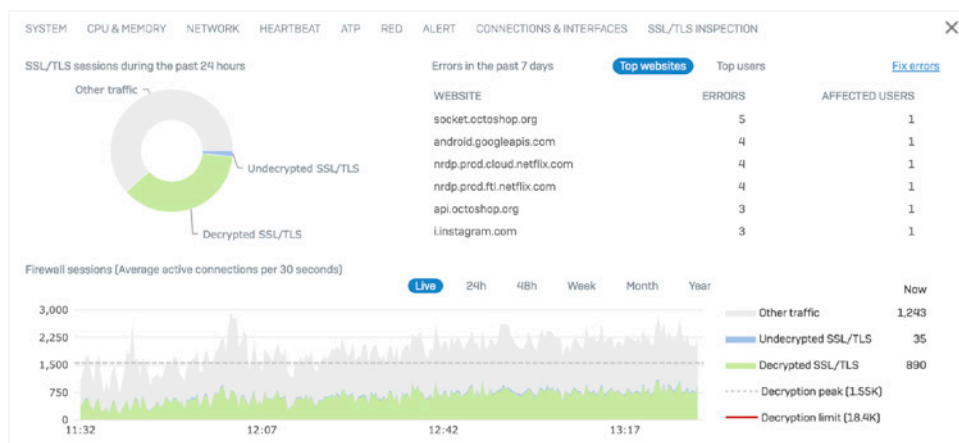 SYSTEM CPU & MEMORY NETWORK HEARTBEAT ATP RED ALERT CONNECTIONS & INTERFACES SSL/TLS INSPECTION
SSL/TLS sessions during the past 24 hours
Other traffic
Undecrypted SSL/TLS
Decrypted SSL/TLS
Errors in the past 7 days Top websites Top users Fix errors
WEBSITE ERRORS AFFECTED USERS
socket.octoshop.org 5 1
android.googleapis.com 4 1
nrdp.prod.cloud.netflix.com 4 1
nrdp.prod.ftl.netflix.com 4 1
api.octoshop.org 3 1
i.instagram.com 3 1
Firewall sessions (Average active connections per 30 seconds)
Live 24h 48h Week Month Year
3,000
2,250
1,500
750
0
11:32 12:07 12:42 13:17
Now
Other traffic 1,243
Undecrypted SSL/TLS 35
Decrypted SSL/TLS 890
Decryption peak (1.55K)
Decryption limit (18.4K)